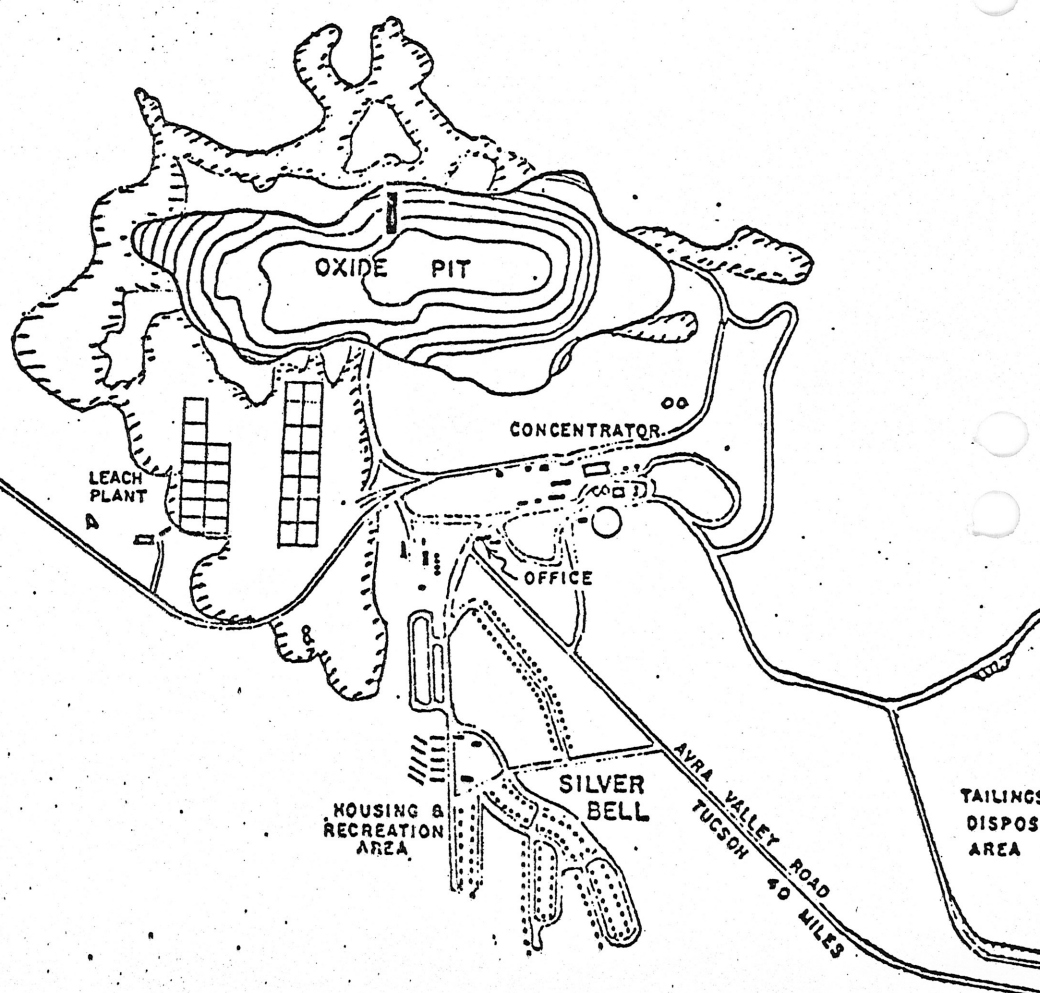 OXIDE PIT
CONCENTRATOR
LEACH
PLANT
OFFICE
SILVER
BELL
HOUSING &
RECREATION
AREA
AVRA VALLEY ROAD
TUCSON 40 MILES
TAILINGS
DISPOS
AREA